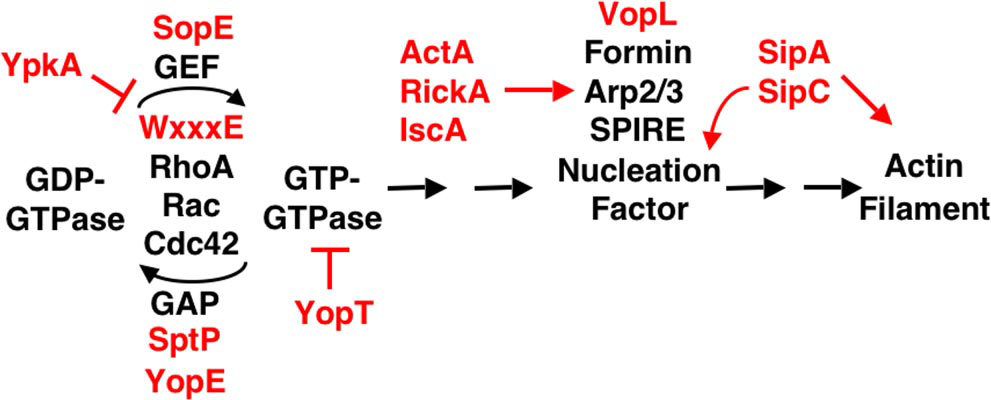 SopE
YpkA
GEF
WxxxE
RhoA
Rac
Cdc42
GDP-
GTPase
GTP-
GTPase
GAP
SptP
YopE
YopT
ActA
RickA
IscA
VopL
Formin
Arp2/3
SPIRE
Nucleation
Factor
SipA
SipC
Actin
Filament